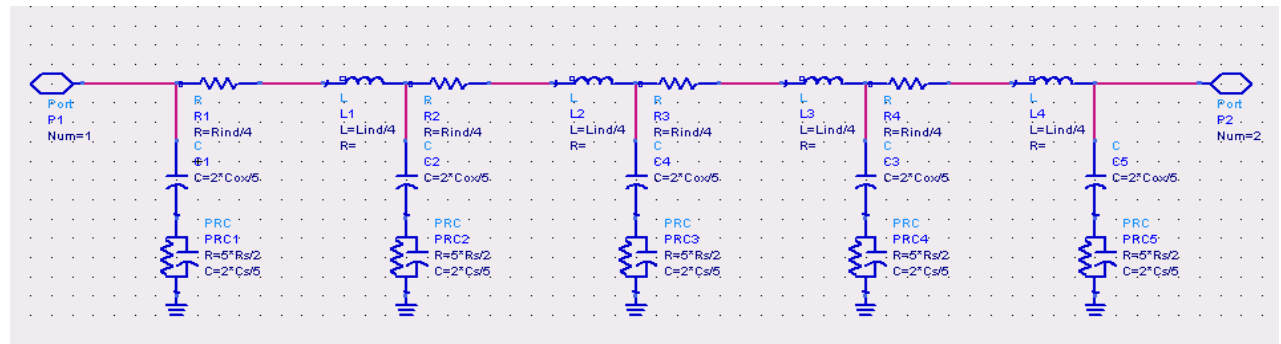 Port
P1
Num=1
R
R1
R=Rind/4
C
C1
C=2*Cox/5
PRC
PRC1
R=5*Rs/2
C=2*Cs/5
L
L1
L=Lind/4
R=
R
R2
R=Rind/4
C
C2
C=2*Cox/5
PRC
PRC2
R=5*Rs/2
C=2*Cs/5
L
L2
L=Lind/4
R=
R
R3
R=Rind/4
C
C4
C=2*Cox/5
PRC
PRC3
R=5*Rs/2
C=2*Cs/5
L
L3
L=Lind/4
R=
R
R4
R=Rind/4
C
C3
C=2*Cox/5
PRC
PRC4
R=5*Rs/2
C=2*Cs/5
L
L4
L=Lind/4
R=
C
C5
C=2*Cox/5
PRC
PRC5
R=5*Rs/2
C=2*Cs/5
Port
P2
Num=2